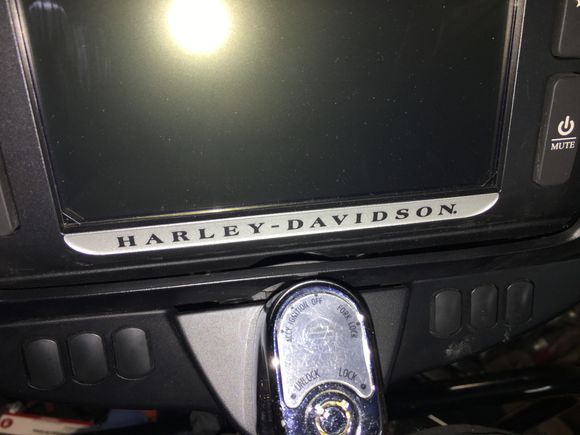 MUTE
HARLEY-DAVIDSON
ACC IGNITION OFF FORK LOCK
UNLOCK LOCK